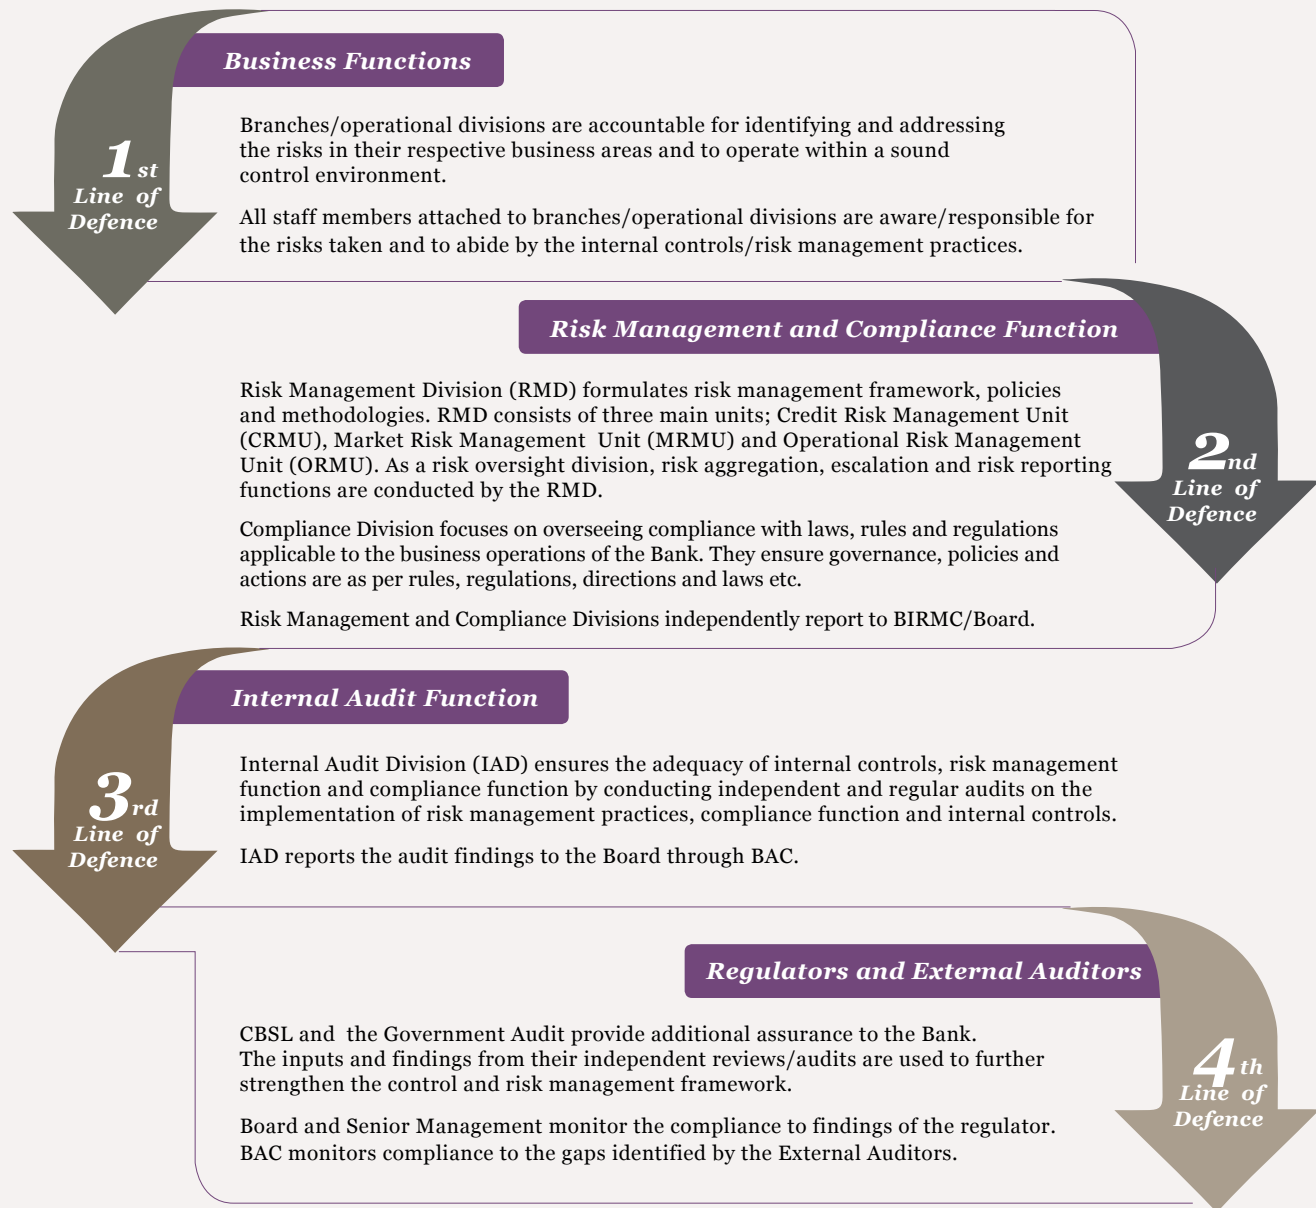 Business Functions
1st
Line of
Defence
Branches/operational divisions are accountable for identifying and addressing
the risks in their respective business areas and to operate within a sound
control environment.
All staff members attached to branches/operational divisions are aware/responsible for
the risks taken and to abide by the internal controls/risk management practices.
Risk Management and Compliance Function
2nd
Line of
Defence
Risk Management Division (RMD) formulates risk management framework, policies
and methodologies. RMD consists of three main units; Credit Risk Management Unit
(CRMU), Market Risk Management Unit (MRMU) and Operational Risk Management
Unit (ORMU). As a risk oversight division, risk aggregation, escalation and risk reporting
functions are conducted by the RMD.
Compliance Division focuses on overseeing compliance with laws, rules and regulations
applicable to the business operations of the Bank. They ensure governance, policies and
actions are as per rules, regulations, directions and laws etc.
Risk Management and Compliance Divisions independently report to BIRMC/Board.
Internal Audit Function
3rd
Line of
Defence
Internal Audit Division (IAD) ensures the adequacy of internal controls, risk management
function and compliance function by conducting independent and regular audits on the
implementation of risk management practices, compliance function and internal controls.
IAD reports the audit findings to the Board through BAC.
Regulators and External Auditors
4th
Line of
Defence
CBSL and the Government Audit provide additional assurance to the Bank.
The inputs and findings from their independent reviews/audits are used to further
strengthen the control and risk management framework.
Board and Senior Management monitor the compliance to findings of the regulator.
BAC monitors compliance to the gaps identified by the External Auditors.